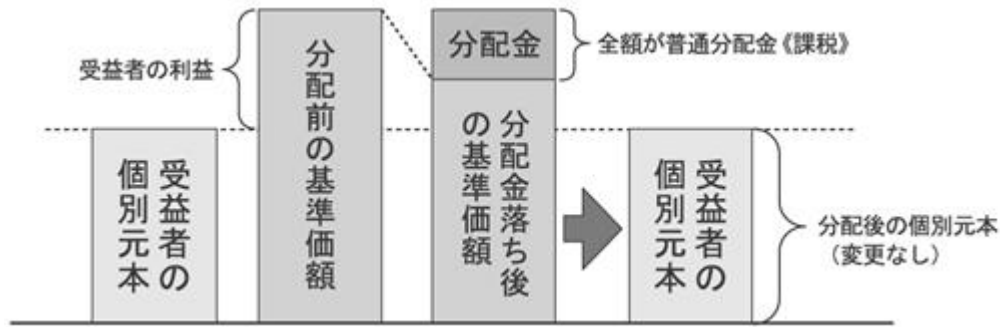 受益者の利益
受益者の
個別元本
分配前の基準価額
分配金
全額が普通分配金《課税》
分配金落ち後
の基準価額
受益者の
個別元本
分配後の個別元本
（変更なし）